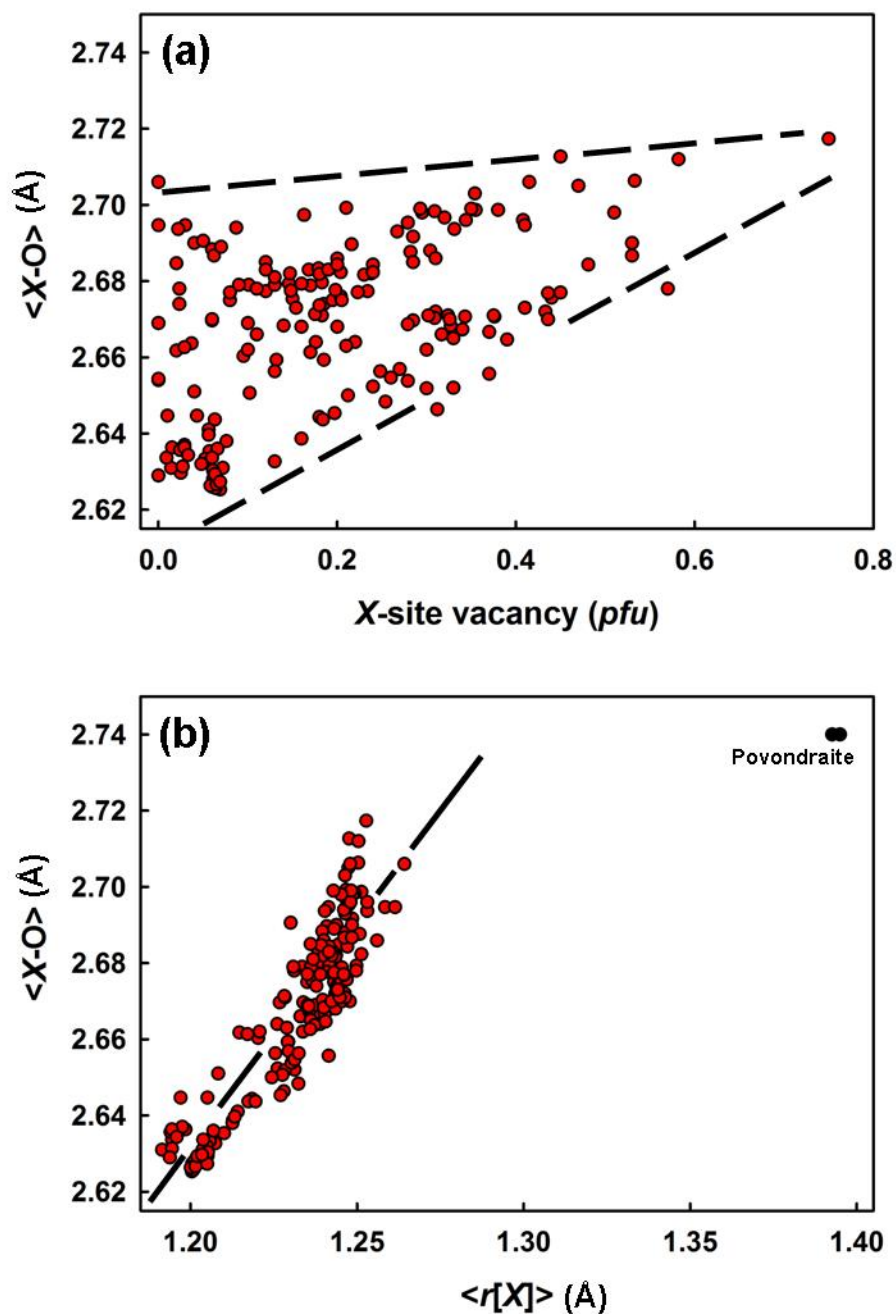 (a)
2.74
2.72
2.70
2.68
2.66
2.64
2.62
<X-O> (Å)
0.0 0.2 0.4 0.6 0.8
X-site vacancy (pfu)
(b)
2.74
2.72
2.70
2.68
2.66
2.64
2.62
<X-O> (Å)
Povondraite
1.20 1.25 1.30 1.35 1.40
<r[X]> (Å)